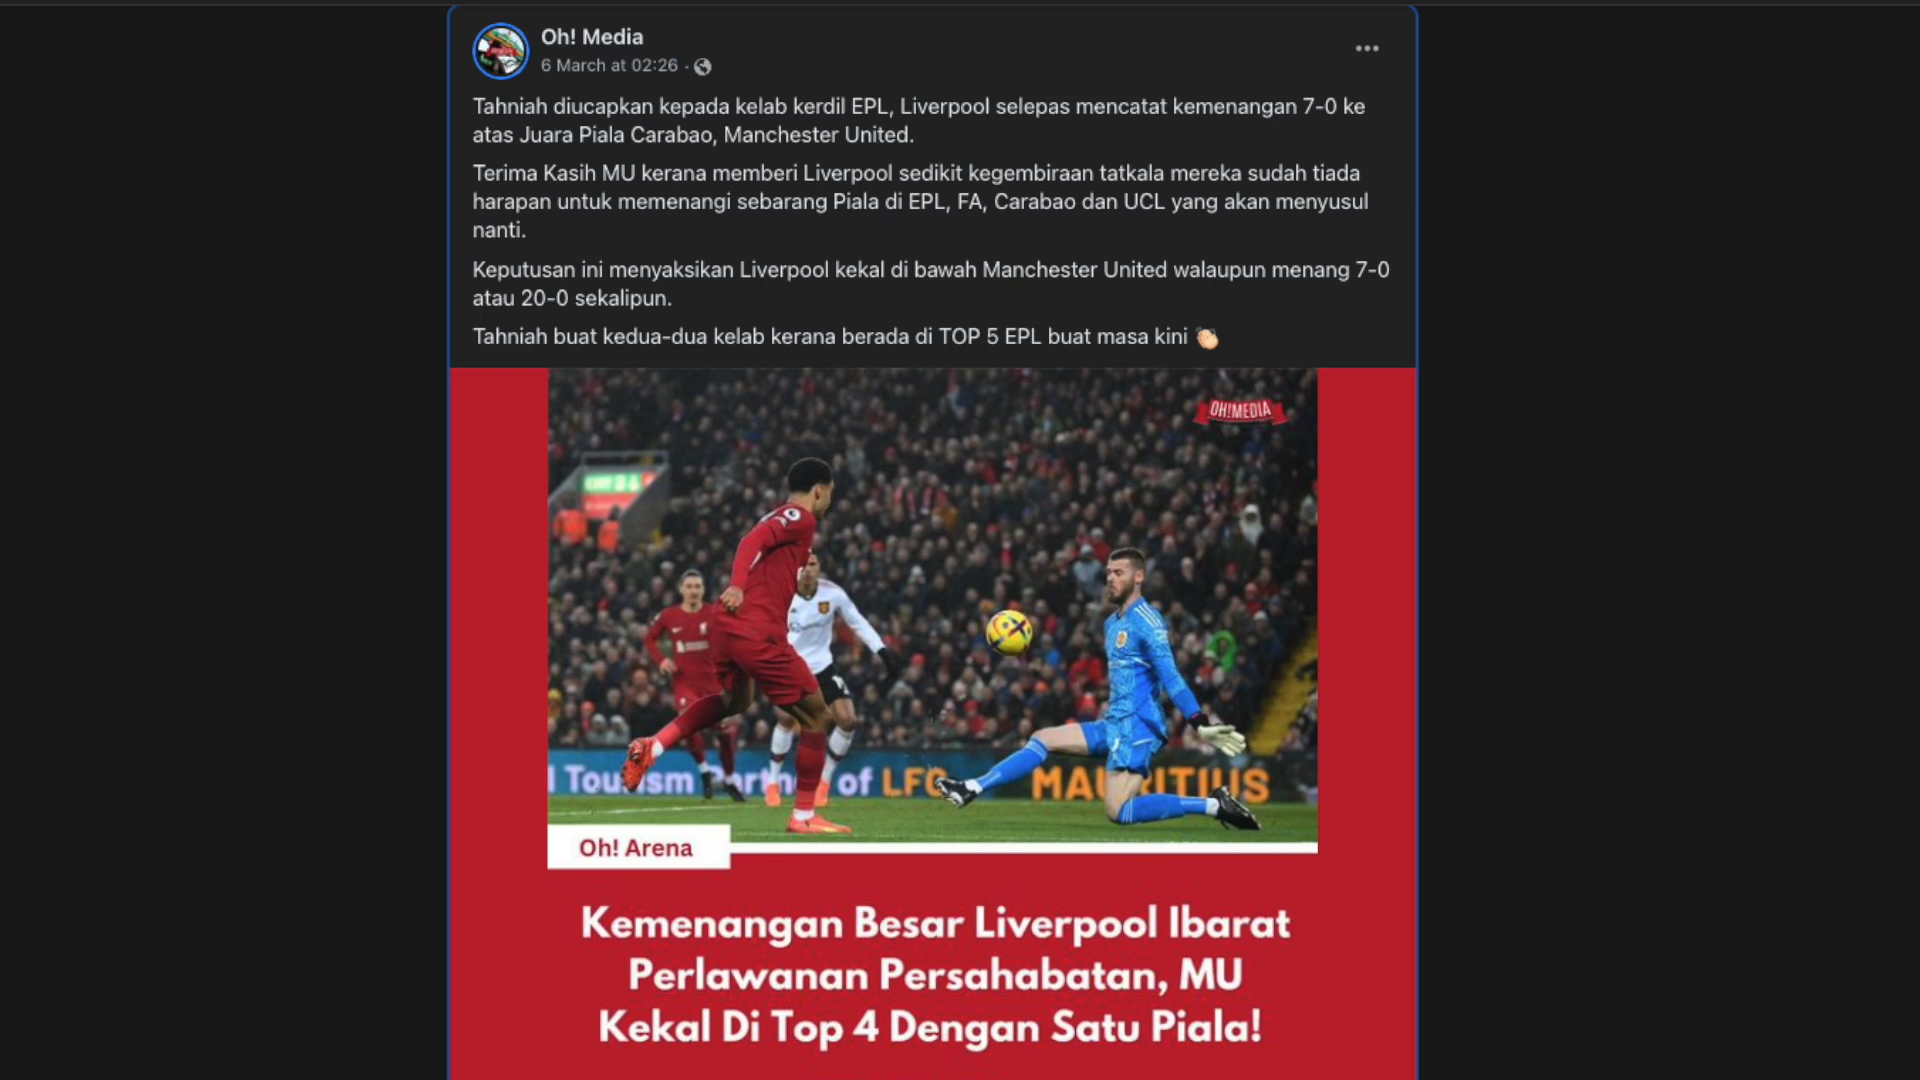 Oh! Media
6 March at 02:26 ·
Tahniah diucapkan kepada kelab kerdil EPL, Liverpool selepas mencatat kemenangan 7-0 ke
atas Juara Piala Carabao, Manchester United.
Terima Kasih MU kerana memberi Liverpool sedikit kegembiraan tatkala mereka sudah tiada
harapan untuk memenangi sebarang Piala di EPL, FA, Carabao dan UCL yang akan menyusul
nanti.
Keputusan ini menyaksikan Liverpool kekal di bawah Manchester United walaupun menang 7-0
atau 20-0 sekalipun.
Tahniah buat kedua-dua kelab kerana berada di TOP 5 EPL buat masa kini 👏🏻
OH!MEDIA
of LFC
Oh! Arena
Kemenangan Besar Liverpool Ibarat
Perlawanan Persahabatan, MU
Kekal Di Top 4 Dengan Satu Piala!